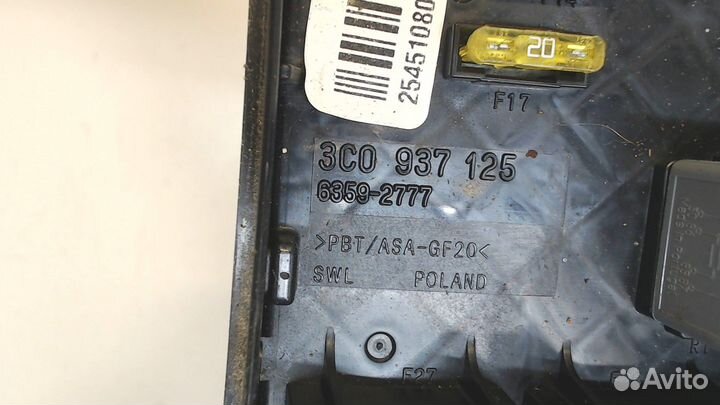 25451080
20
F17
3C0 937 125
6359-2777
>PBT/ASA-GF20<
SWL POLAND
F27
Avito